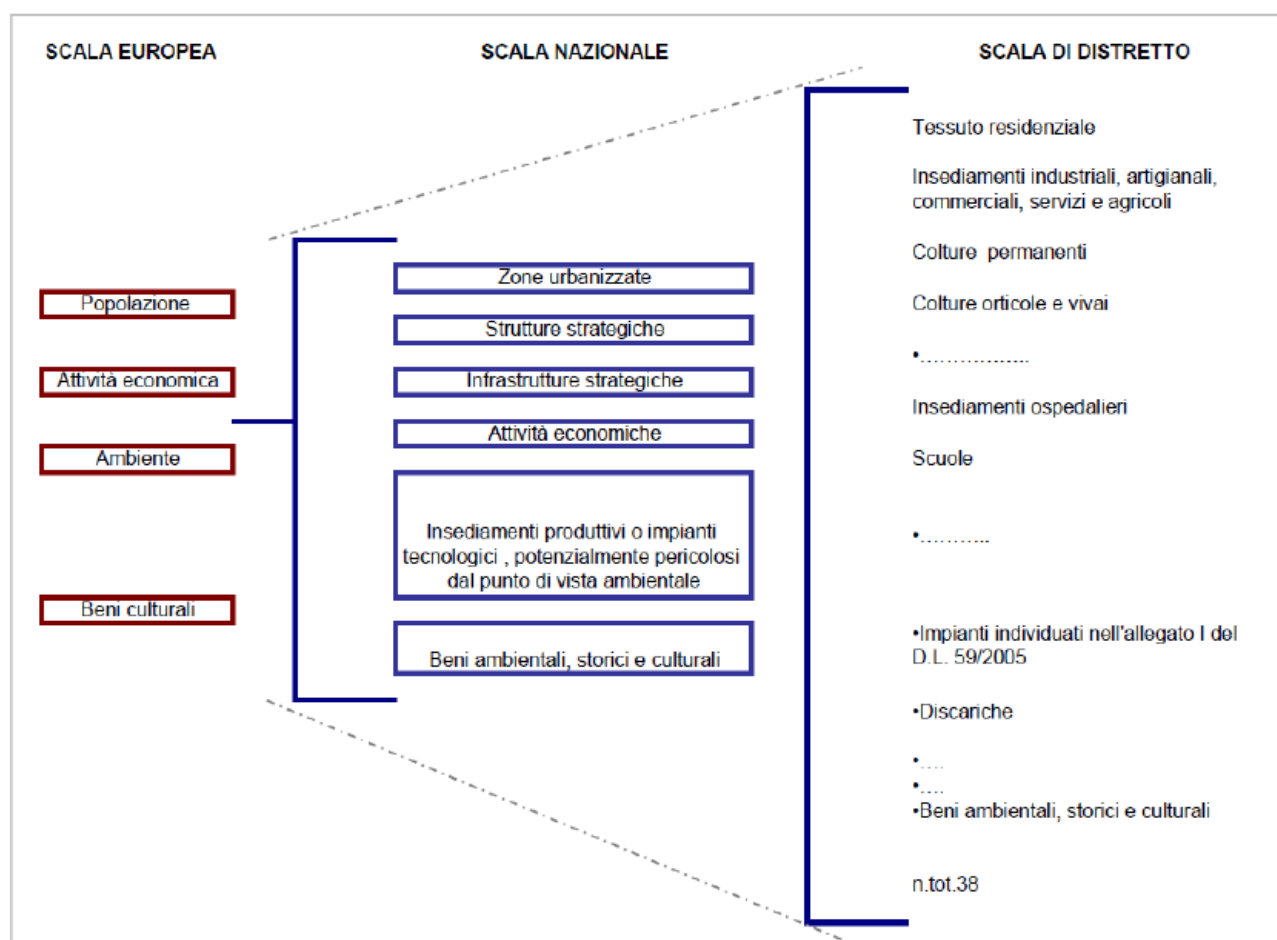 SCALA EUROPEA
SCALA NAZIONALE
SCALA DI DISTRETTO
Popolazione
Attività economica
Ambiente
Beni culturali
Zone urbanizzate
Strutture strategiche
Infrastrutture strategiche
Attività economiche
Insediamenti produttivi o impianti
tecnologici , potenzialmente pericolosi
dal punto di vista ambientale
Beni ambientali, storici e culturali
Tessuto residenziale
Insediamenti industriali, artigianali,
commerciali, servizi e agricoli
Colture permanenti
Colture orticole e vivai
•.................
Insediamenti ospedalieri
Scuole
•...........
•Impianti individuati nell'allegato I del
D.L. 59/2005
•Discariche
•....
•....
•Beni ambientali, storici e culturali
n.tot.38